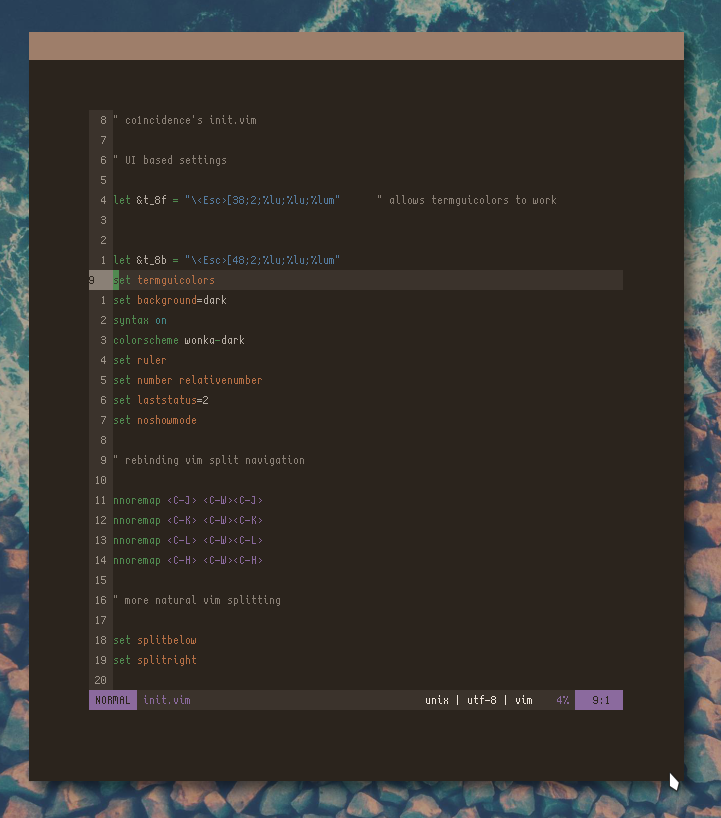 8 " co1ncidence's init.vim
7
6 " UI based settings
5
4 let &t_8f = "\<Esc>[38;2;%lu;%lu;%lum"      " allows termguicolors to work
3
2
1 let &t_8b = "\<Esc>[48;2;%lu;%lu;%lum"
9 set termguicolors
1 set background=dark
2 syntax on
3 colorscheme wonka-dark
4 set ruler
5 set number relativenumber
6 set laststatus=2
7 set noshowmode
8
9 " rebinding vim split navigation
10
11 nnoremap <C-J> <C-W><C-J>
12 nnoremap <C-K> <C-W><C-K>
13 nnoremap <C-L> <C-W><C-L>
14 nnoremap <C-H> <C-W><C-H>
15
16 " more natural vim splitting
17
18 set splitbelow
19 set splitright
20
NORMAL init.vim unix | utf-8 | vim 4% 9:1